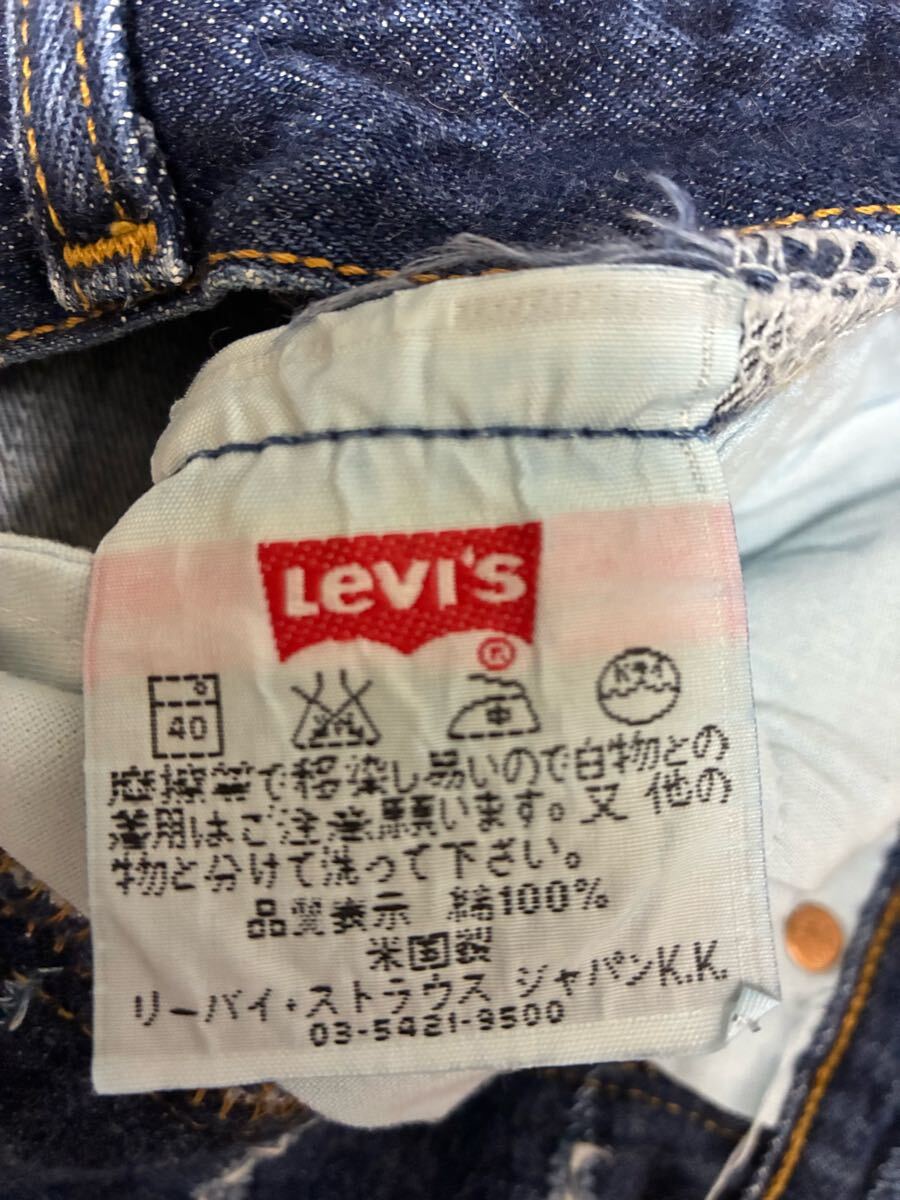 Levi's
®
40 中 ドライ
摩擦等で移染し易いので白物との
着用はご注意願います。又 他の
物と分けて洗って下さい。
品質表示 綿100%
米国製
リーバイ・ストラウス ジャパンK.K.
03-5421-9500